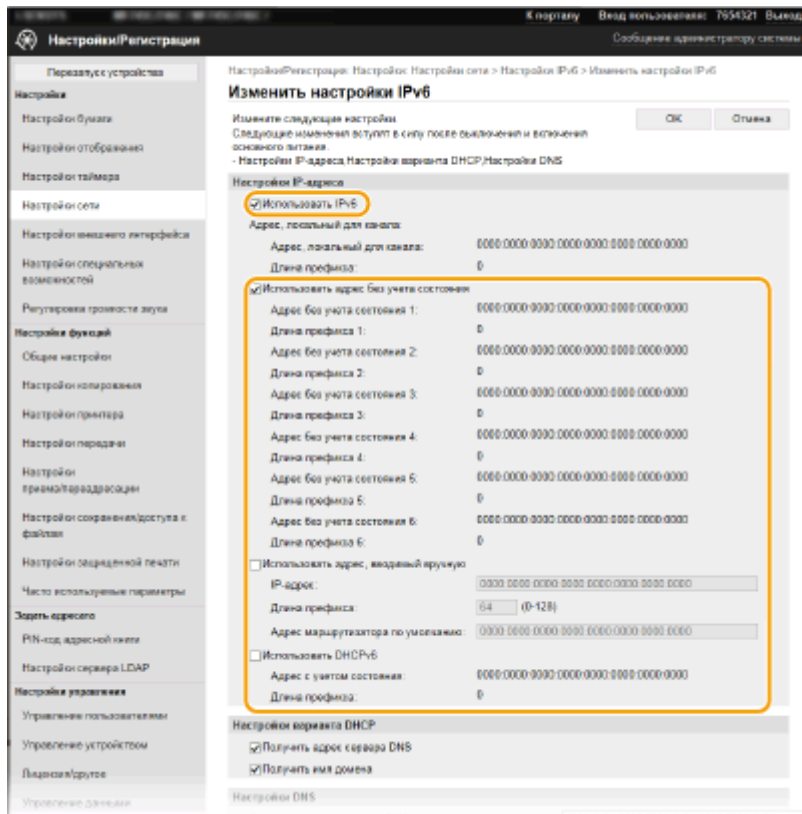 К порталу Вход пользователя: 7654321 Выход
Настройки/Регистрация
Сообщение администратору системы
Перезапуск устройства
Настройки
Настройки бумаги
Настройки отображения
Настройки таймера
Настройки сети
Настройки внешнего интерфейса
Настройки специальных
возможностей
Регулировка громкости звука
Настройки функций
Общие настройки
Настройки копирования
Настройки принтера
Настройки передачи
Настройки
приема/переадресации
Настройки сохранения/доступа к
файлам
Настройки защищенной печати
Часто используемые параметры
Задать адресата
PIN-код адресной книги
Настройки сервера LDAP
Настройки управления
Управление пользователями
Управление устройством
Лицензия/другое
Управление данными
Настройки/Регистрация: Настройки: Настройки сети > Настройки IPv6 > Изменить настройки IPv6
Изменить настройки IPv6
Измените следующие настройки.
Следующие изменения вступят в силу после выключения и включения
основного питания.
- Настройки IP-адреса,Настройки варианта DHCP,Настройки DNS
OK Отмена
Настройки IP-адреса
Использовать IPv6
Адрес, локальный для канала:
Адрес, локальный для канала: 0000:0000:0000:0000:0000:0000:0000:0000
Длина префикса: 0
Использовать адрес без учета состояния
Адрес без учета состояния 1: 0000:0000:0000:0000:0000:0000:0000:0000
Длина префикса 1: 0
Адрес без учета состояния 2: 0000:0000:0000:0000:0000:0000:0000:0000
Длина префикса 2: 0
Адрес без учета состояния 3: 0000:0000:0000:0000:0000:0000:0000:0000
Длина префикса 3: 0
Адрес без учета состояния 4: 0000:0000:0000:0000:0000:0000:0000:0000
Длина префикса 4: 0
Адрес без учета состояния 5: 0000:0000:0000:0000:0000:0000:0000:0000
Длина префикса 5: 0
Адрес без учета состояния 6: 0000:0000:0000:0000:0000:0000:0000:0000
Длина префикса 6: 0
Использовать адрес, вводимый вручную
IP-адрес: 0000:0000:0000:0000:0000:0000:0000:0000
Длина префикса: 64 (0-128)
Адрес маршрутизатора по умолчанию: 0000:0000:0000:0000:0000:0000:0000:0000
Использовать DHCPv6
Адрес с учетом состояния: 0000:0000:0000:0000:0000:0000:0000:0000
Длина префикса: 0
Настройки варианта DHCP
Получить адрес сервера DNS
Получить имя домена
Настройки DNS